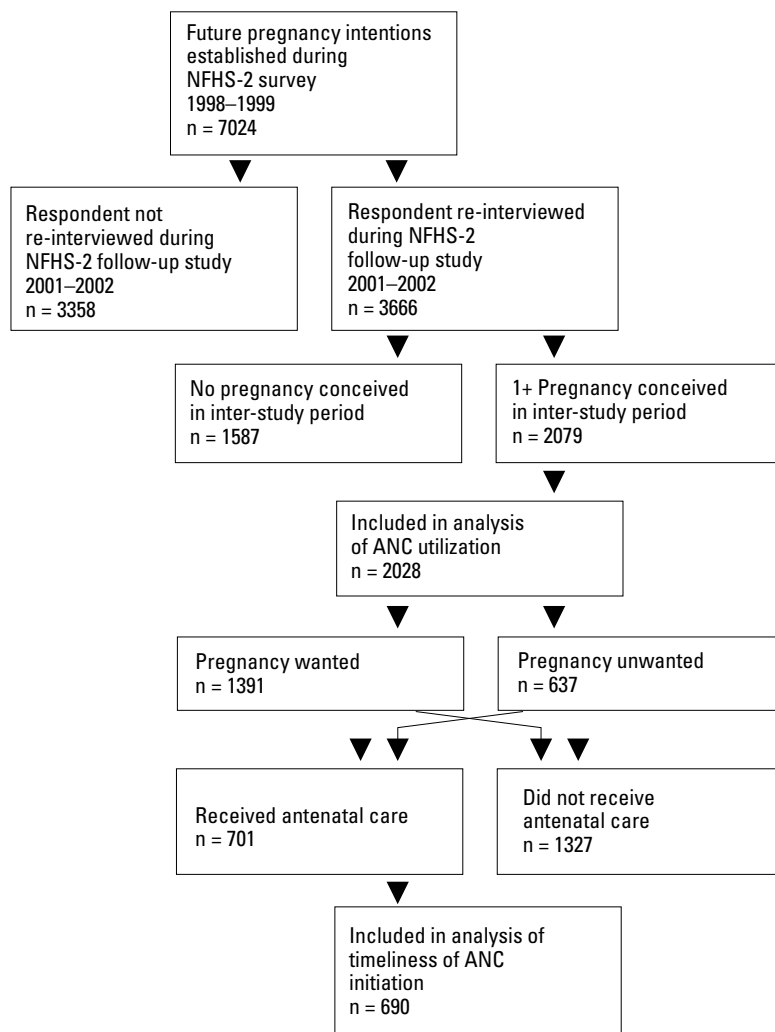 Future pregnancy intentions
established during
NFHS-2 survey
1998–1999
n = 7024
Respondent not
re-interviewed during
NFHS-2 follow-up study
2001–2002
n = 3358
Respondent re-interviewed
during NFHS-2
follow-up study
2001–2002
n = 3666
No pregnancy conceived
in inter-study period
n = 1587
1+ Pregnancy conceived
in inter-study period
n = 2079
Included in analysis
of ANC utilization
n = 2028
Pregnancy wanted
n = 1391
Pregnancy unwanted
n = 637
Received antenatal care
n = 701
Did not receive
antenatal care
n = 1327
Included in analysis of
timeliness of ANC
initiation
n = 690